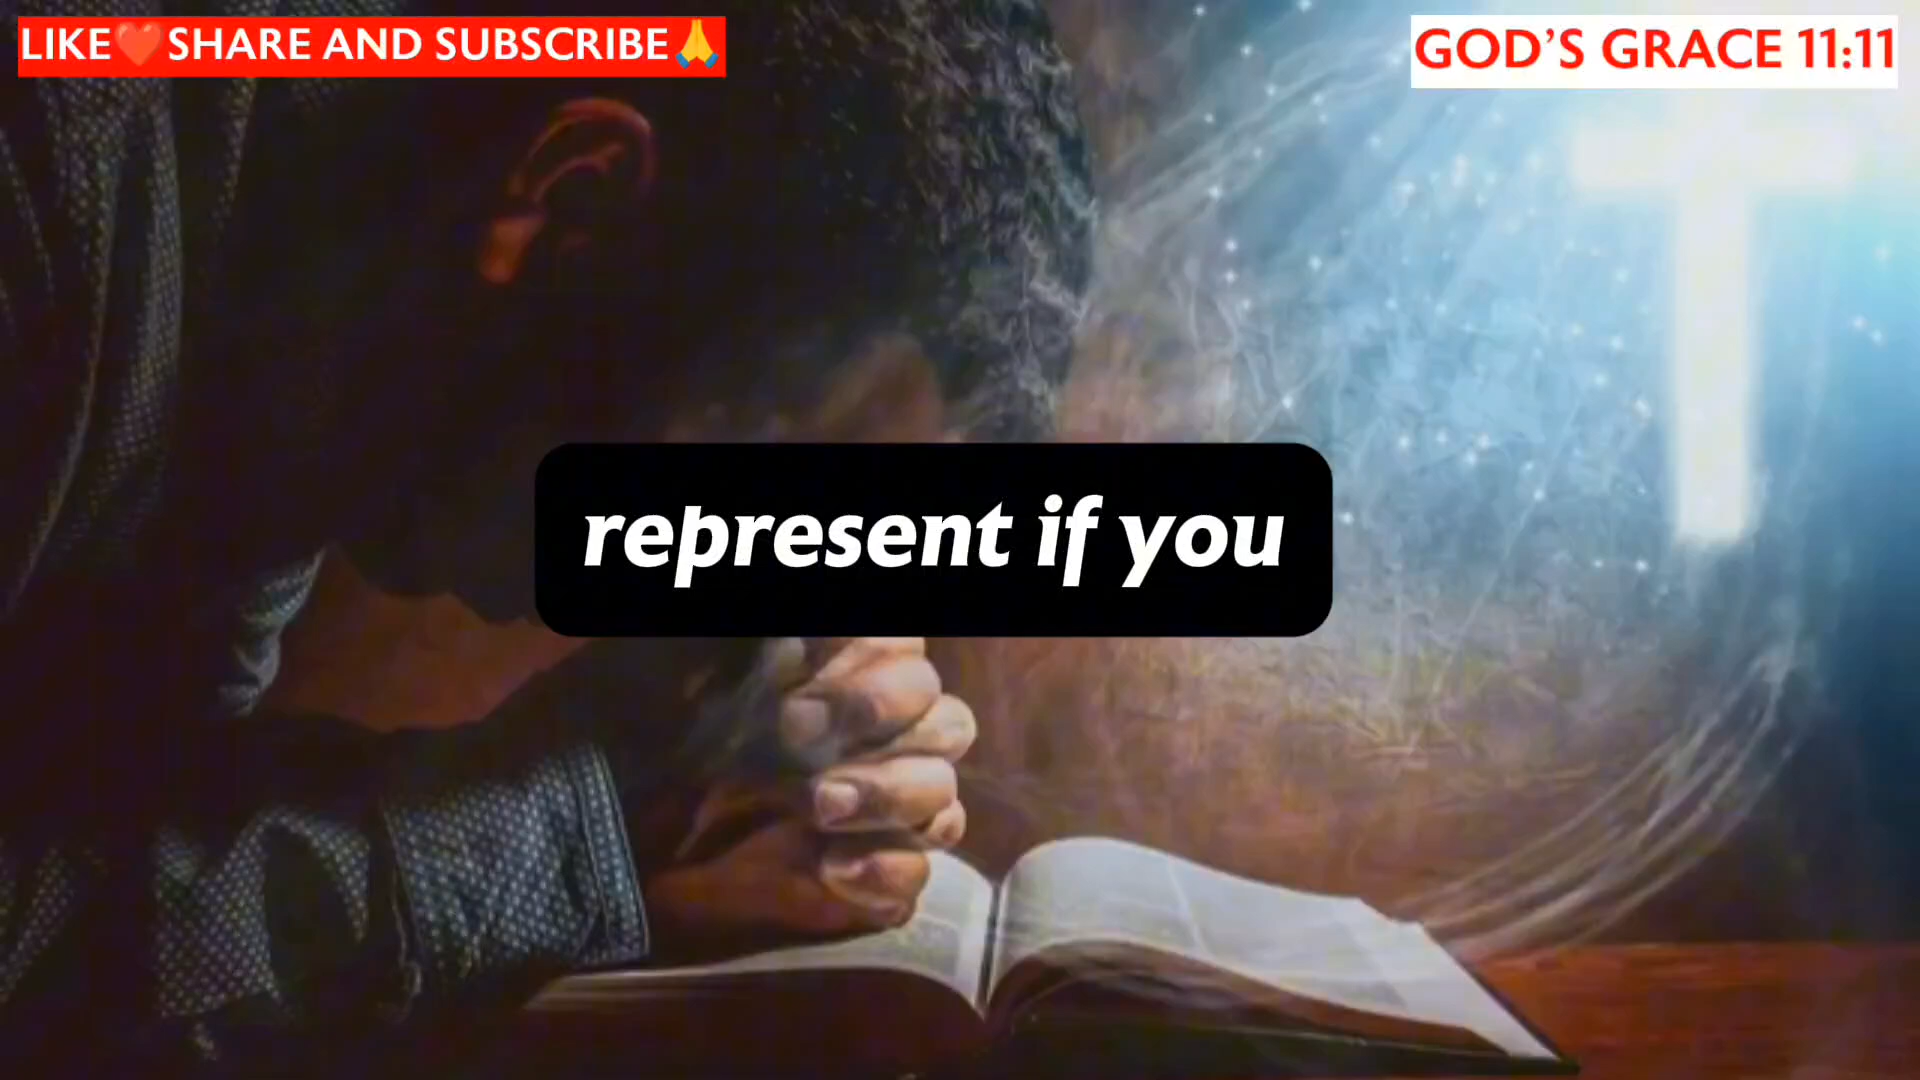 LIKE❤️SHARE AND SUBSCRIBE🙏
GOD’S GRACE 11:11
represent if you